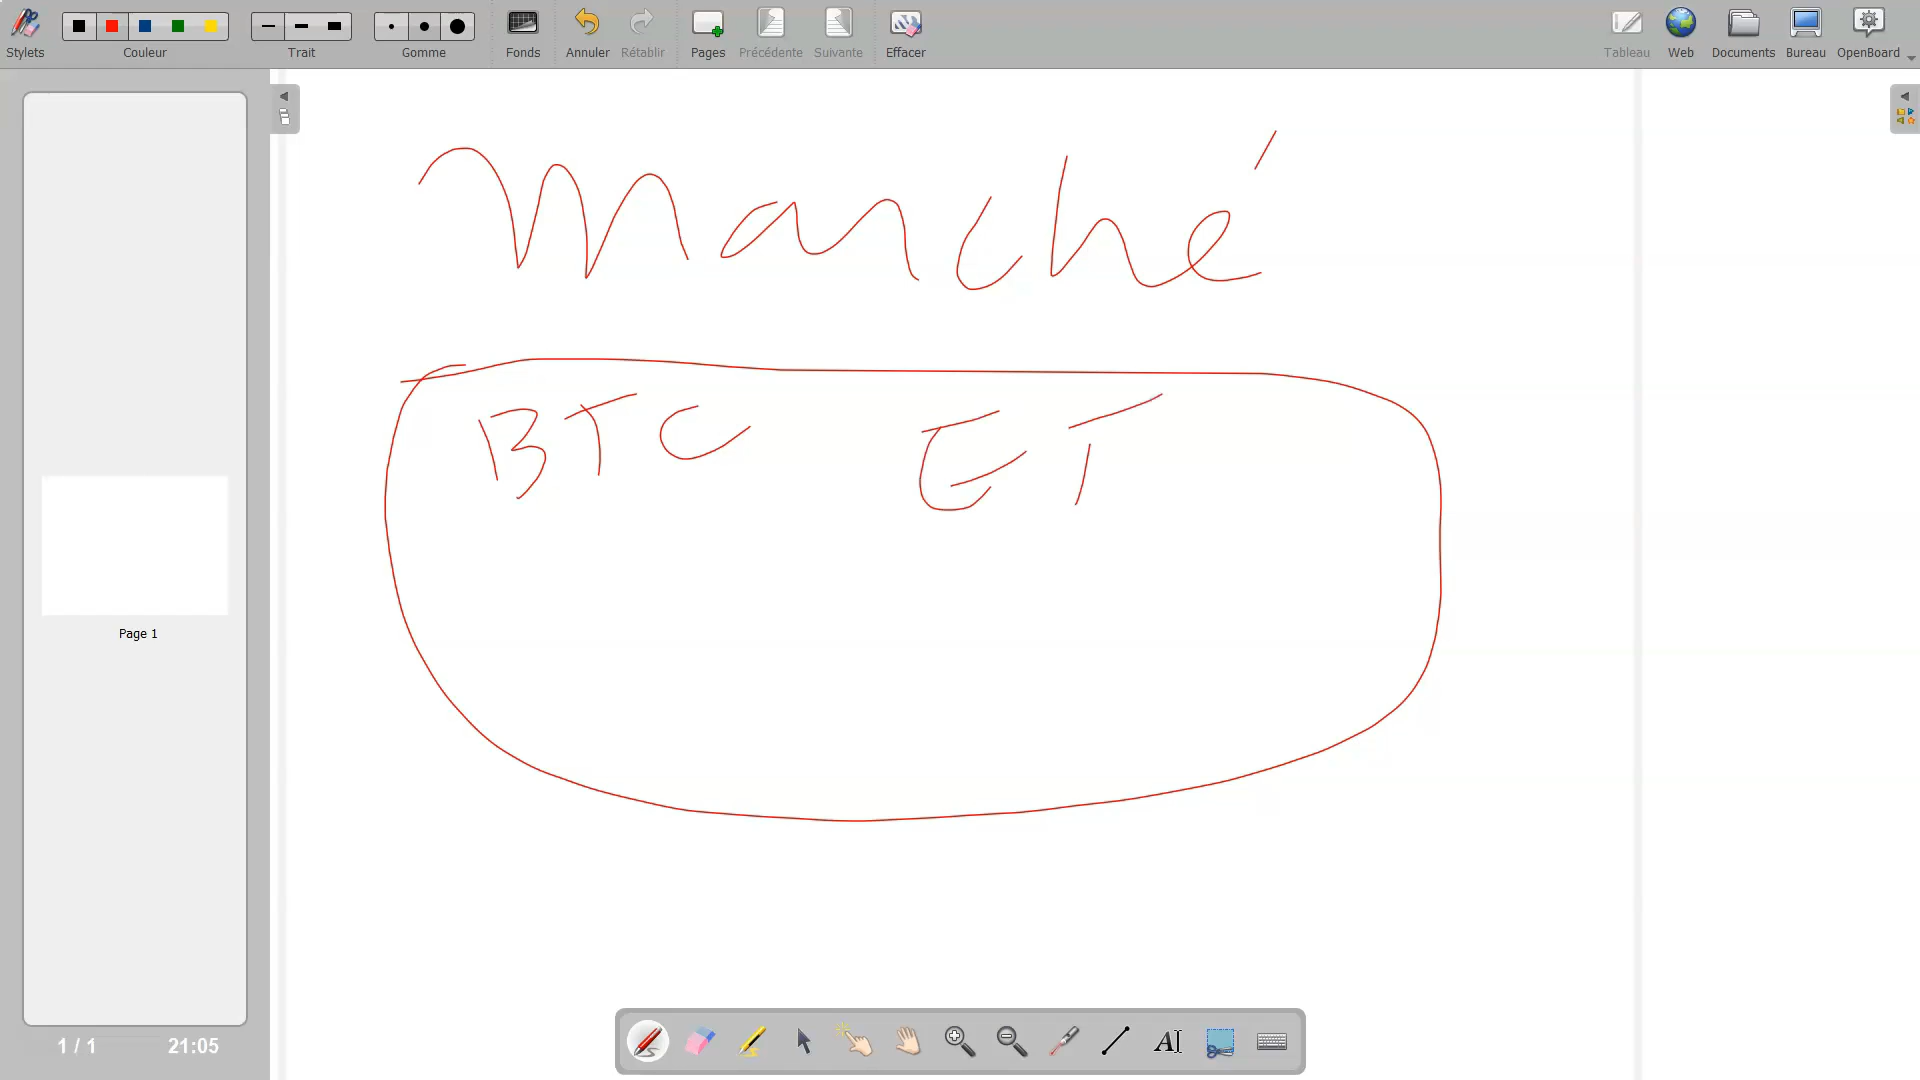 Stylets Couleur Trait Gomme Fonds Annuler Rétablir Pages Précédente Suivante Effacer Tableau Web Documents Bureau OpenBoard
Marché
BTC ET
Page 1
1 / 1 21:05